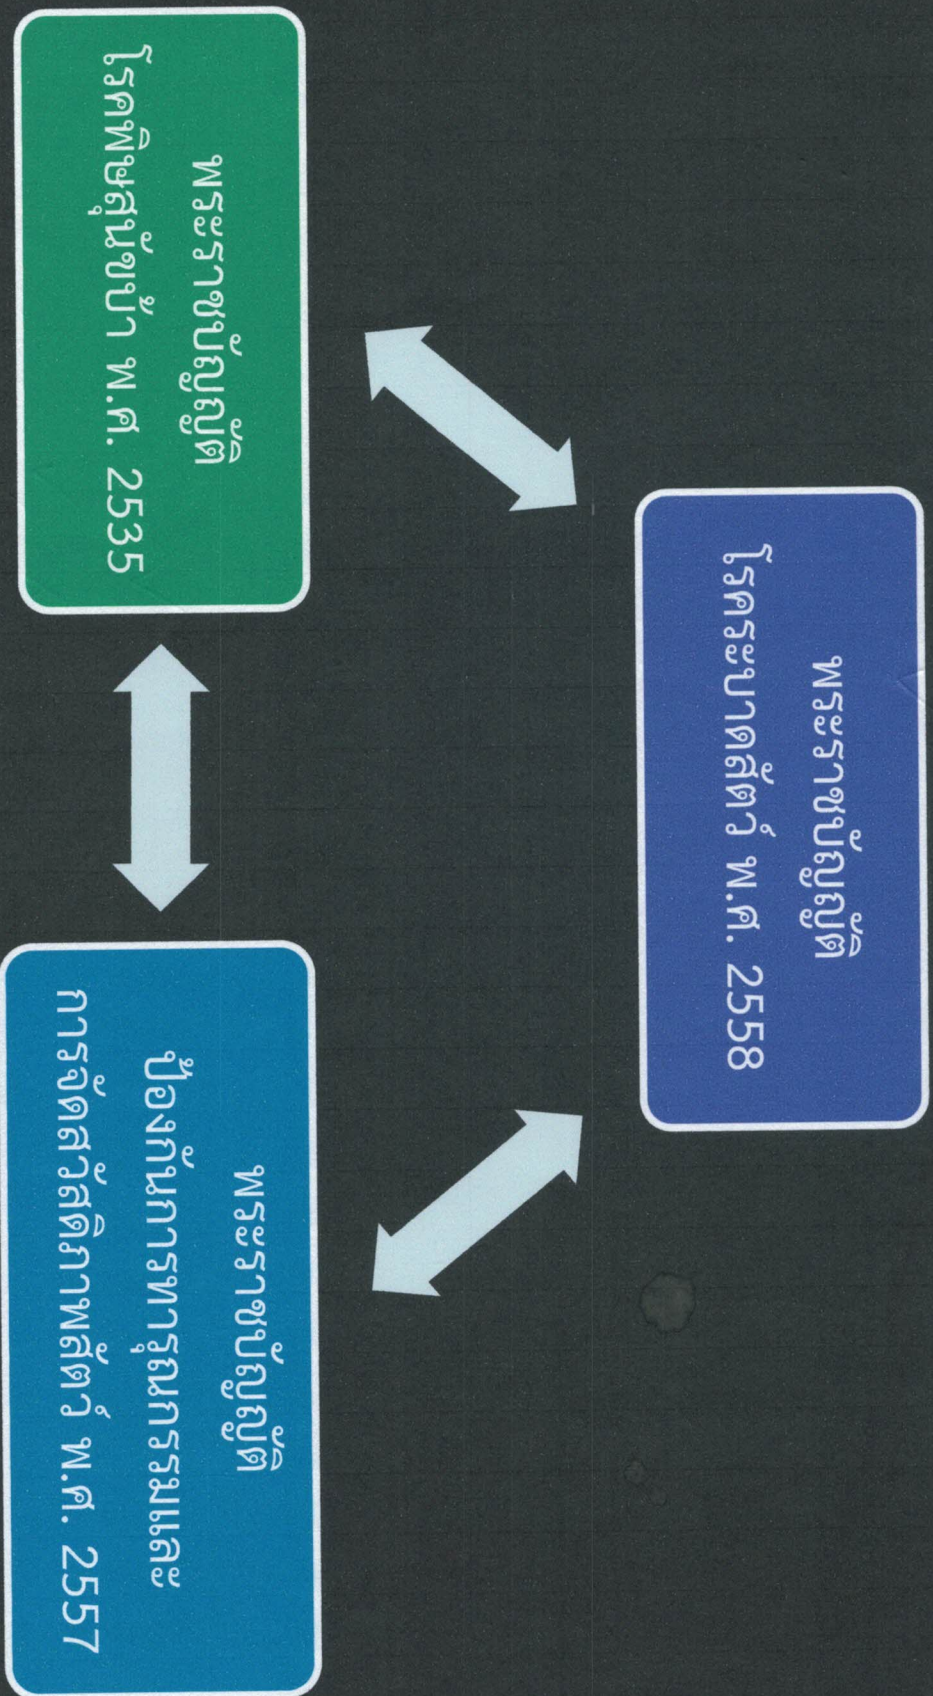 พระราชบัญญัติ
โรคระบาดสัตว์ พ.ศ. 2558
พระราชบัญญัติ
โรคพิษสุนัขบ้า พ.ศ. 2535
พระราชบัญญัติ
ป้องกันการทารุณกรรมและ
การจัดสวัสดิภาพสัตว์ พ.ศ. 2557